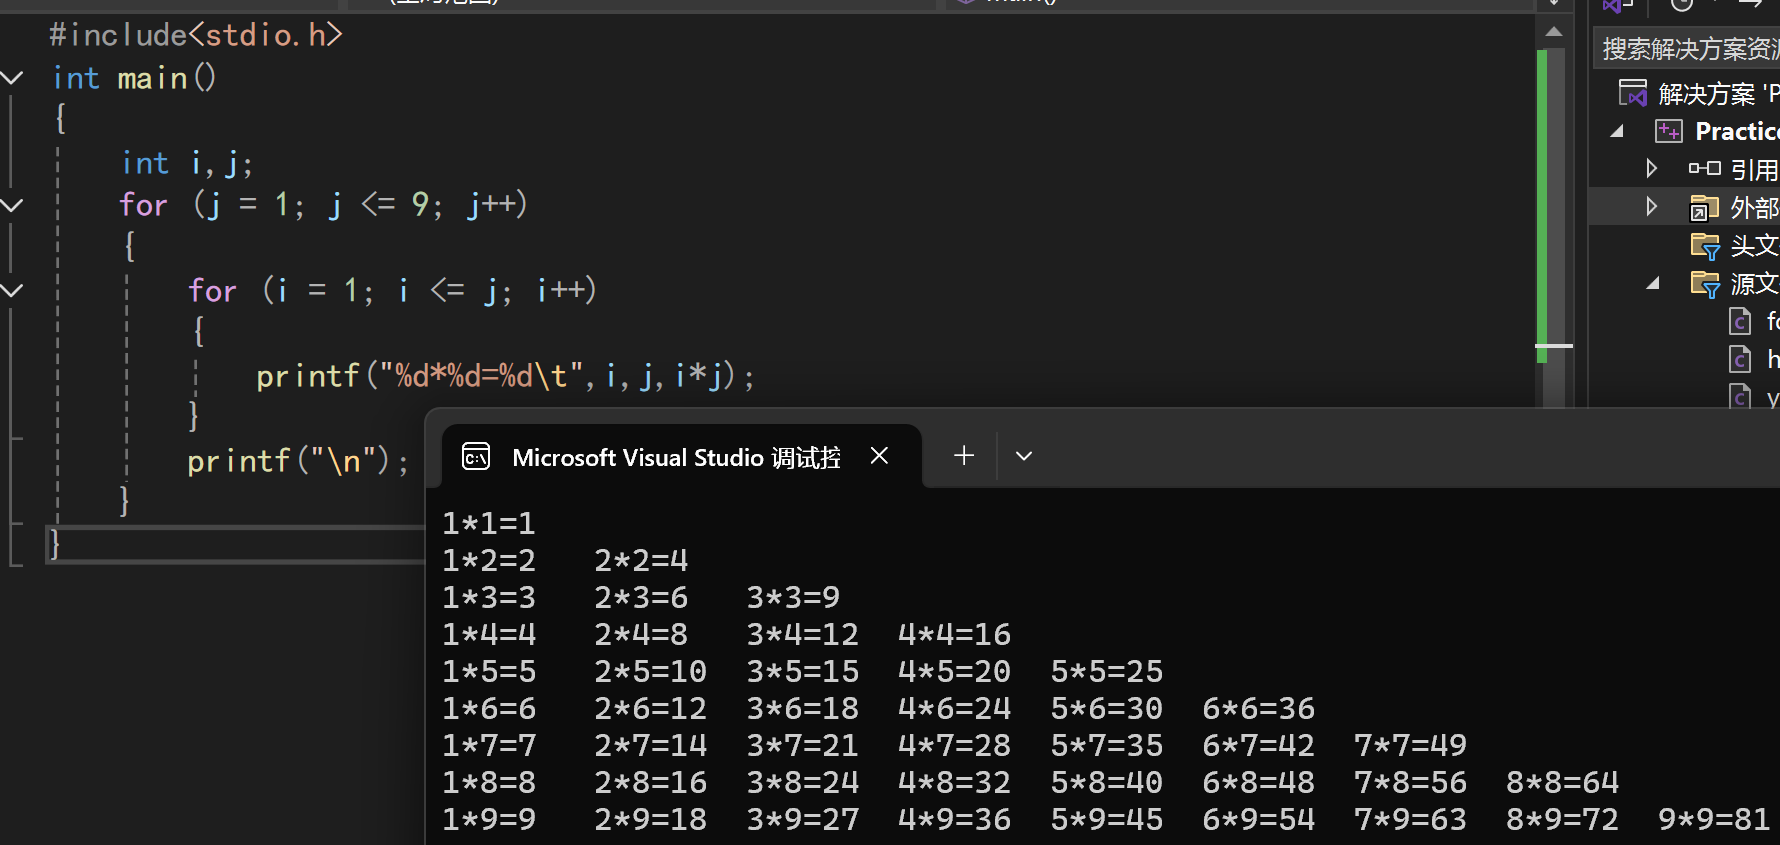 #include<stdio.h>
int main()
{
int i,j;
for (j = 1; j <= 9; j++)
{
for (i = 1; i <= j; i++)
{
printf("%d*%d=%d\t",i,j,i*j);
}
printf("\n");
}
}
搜索解决方案资源
解决方案 'P
Practice
引用
外部
头文
源文
Microsoft Visual Studio 调试控
1*1=1
1*2=2 2*2=4
1*3=3 2*3=6 3*3=9
1*4=4 2*4=8 3*4=12 4*4=16
1*5=5 2*5=10 3*5=15 4*5=20 5*5=25
1*6=6 2*6=12 3*6=18 4*6=24 5*6=30 6*6=36
1*7=7 2*7=14 3*7=21 4*7=28 5*7=35 6*7=42 7*7=49
1*8=8 2*8=16 3*8=24 4*8=32 5*8=40 6*8=48 7*8=56 8*8=64
1*9=9 2*9=18 3*9=27 4*9=36 5*9=45 6*9=54 7*9=63 8*9=72 9*9=81